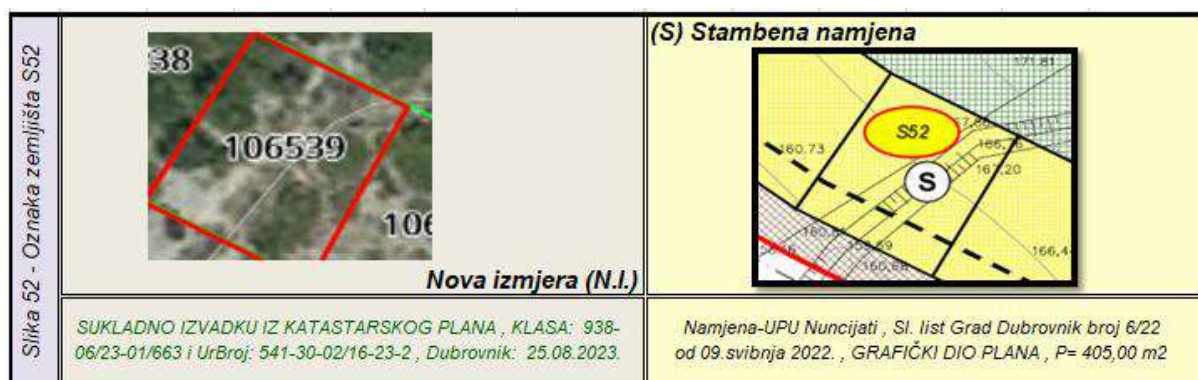 Slika 52 - Oznaka zemljišta S52
38
106539
106
Nova izmjera (N.I.)
(S) Stambena namjena
171,81
S52
160,73
167,20
S
166,4
160,68
SUKLADNO IZVADKU IZ KATASTARSKOG PLANA , KLASA: 938-
06/23-01/663 i UrBroj: 541-30-02/16-23-2 , Dubrovnik: 25.08.2023.
Namjena-UPU Nuncijati , Sl. list Grad Dubrovnik broj 6/22
od 09.svibnja 2022. , GRAFIČKI DIO PLANA , P= 405,00 m2